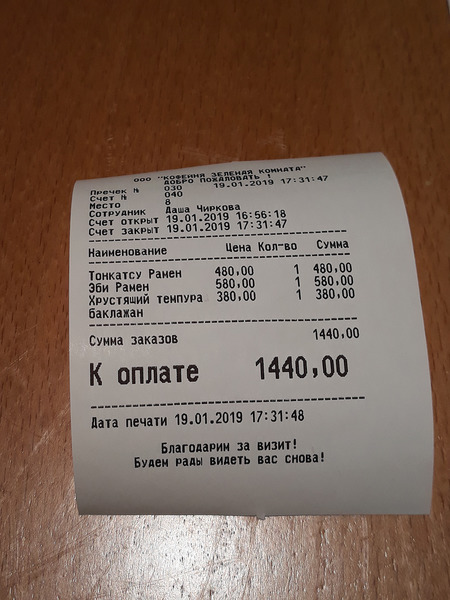 ООО "КОФЕЙНЯ ЗЕЛЕНАЯ КОМНАТА"
ДОБРО ПОЖАЛОВАТЬ !
Пречек № 030 19.01.2019 17:31:47
Счет № 040
Место 8
Сотрудник Даша Чиркова
Счет открыт 19.01.2019 16:56:18
Счет закрыт 19.01.2019 17:31:47
Наименование Цена Кол-во Сумма
Тонкатсу Рамен 480,00 1 480,00
Эби Рамен 580,00 1 580,00
Хрустящий темпура 380,00 1 380,00
баклажан
Сумма заказов 1440,00
К оплате 1440,00
Дата печати 19.01.2019 17:31:48
Благодарим за визит!
Будем рады видеть вас снова!